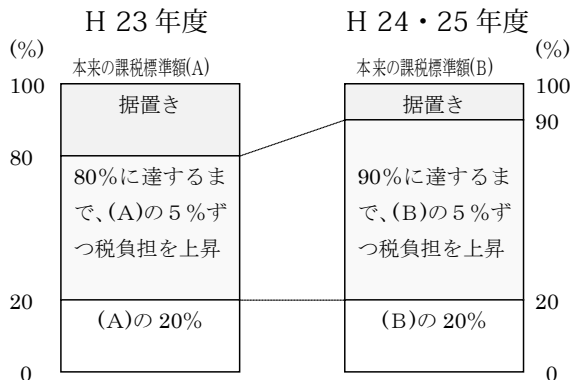 H 23 年度
H 24・25 年度
(%)
本来の課税標準額(A)
本来の課税標準額(B)
(%)
100
据置き
据置き
100
90
80
80%に達するま
で、(A)の５%ず
つ税負担を上昇
90%に達するま
で、(B)の５%ず
つ税負担を上昇
20
20
(A)の 20%
(B)の 20%
0
0